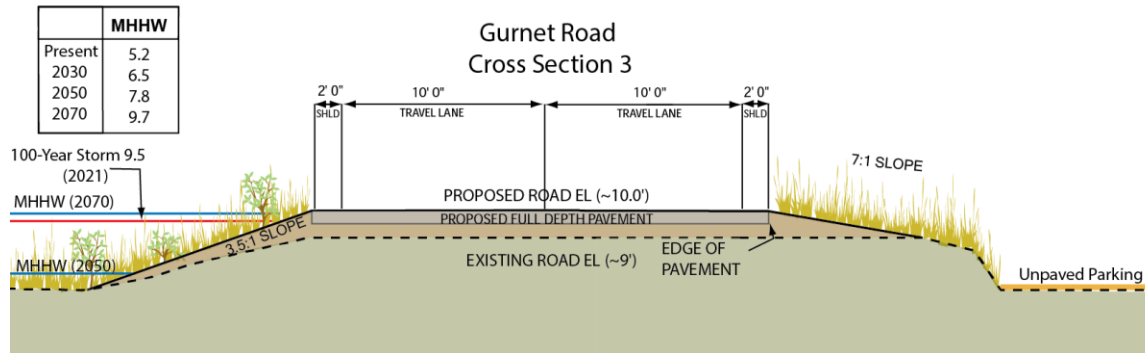 MHHW
Present 5.2
2030 6.5
2050 7.8
2070 9.7
Gurnet Road
Cross Section 3
2' 0" 10' 0" 10' 0" 2' 0"
SHLD TRAVEL LANE TRAVEL LANE SHLD
100-Year Storm 9.5
(2021)
7:1 SLOPE
MHHW (2070)
PROPOSED ROAD EL (~10.0')
PROPOSED FULL DEPTH PAVEMENT
3.5:1 SLOPE
MHHW (2050)
EXISTING ROAD EL (~9')
EDGE OF
PAVEMENT
Unpaved Parking